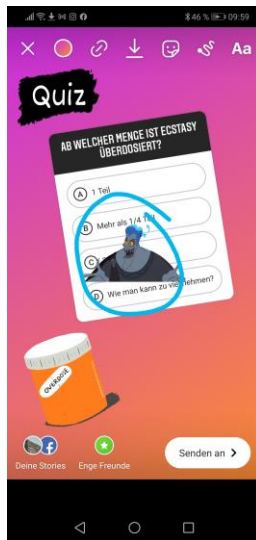 46 % 09:59
Aa
Quiz
AB WELCHER MENGE IST ECSTASY
ÜBERDOSIERT?
A 1 Teil
B Mehr als 1/4 Teil
C
D Wie man kann zu viel nehmen?
OVERDOSE
Deine Stories Enge Freunde
Senden an >